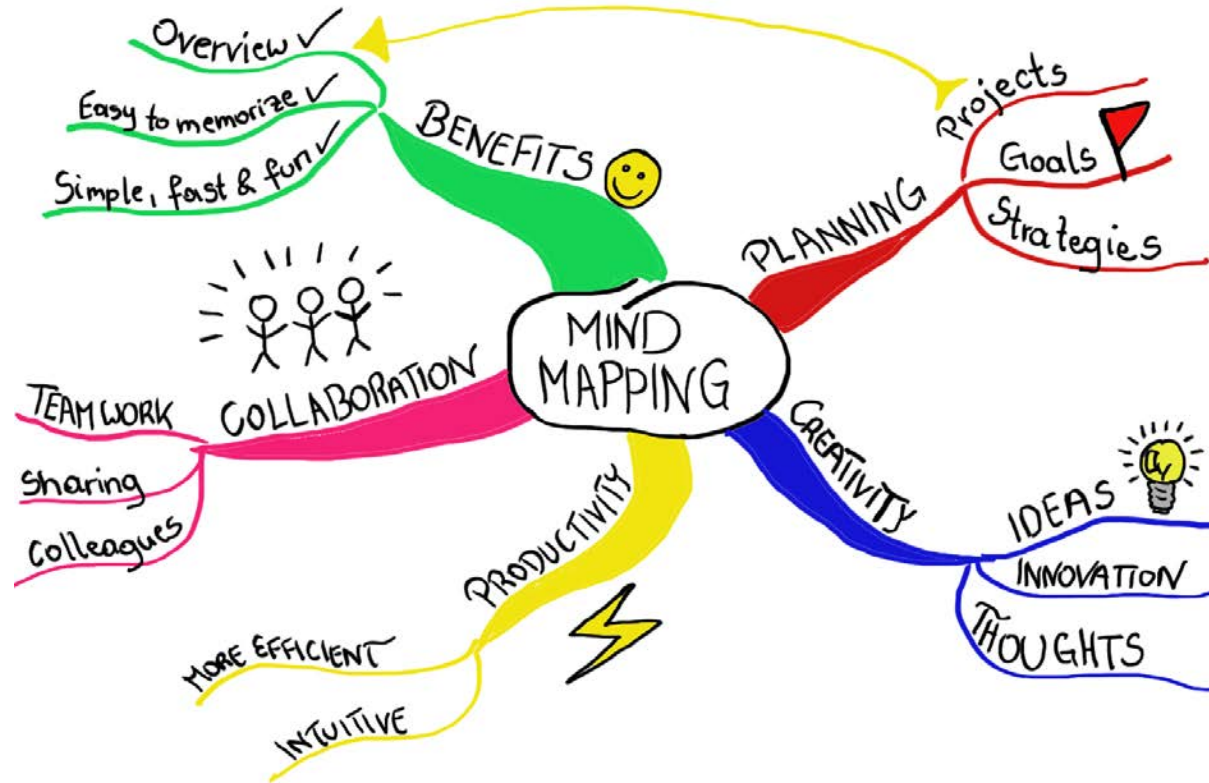 MIND
MAPPING
BENEFITS
Overview ✓
Easy to memorize ✓
Simple, fast & fun ✓
PLANNING
Projects
Goals
Strategies
CREATIVITY
IDEAS
INNOVATION
THOUGHTS
PRODUCTIVITY
MORE EFFICIENT
INTUITIVE
COLLABORATION
TEAMWORK
sharing
colleagues